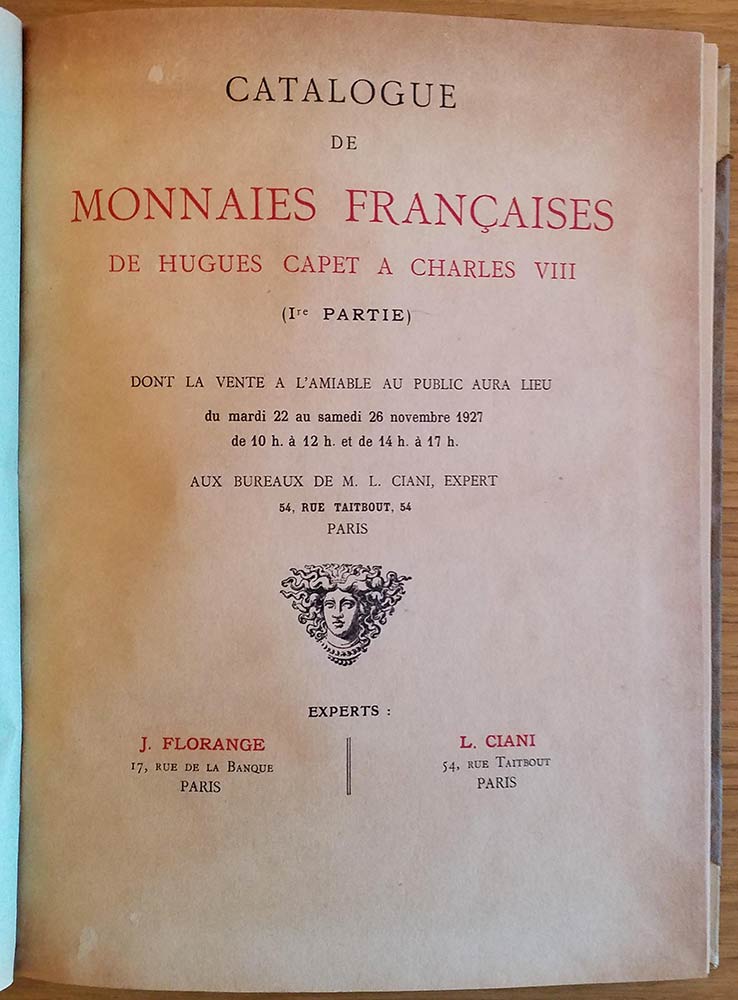 CATALOGUE
DE
MONNAIES FRANÇAISES
DE HUGUES CAPET A CHARLES VIII
(Ire PARTIE)
DONT LA VENTE A L'AMIABLE AU PUBLIC AURA LIEU
du mardi 22 au samedi 26 novembre 1927
de 10 h. à 12 h. et de 14 h. à 17 h.
AUX BUREAUX DE M. L. CIANI, EXPERT
54, RUE TAITBOUT, 54
PARIS
EXPERTS :
J. FLORANGE
17, RUE DE LA BANQUE
PARIS
L. CIANI
54, RUE TAITBOUT
PARIS